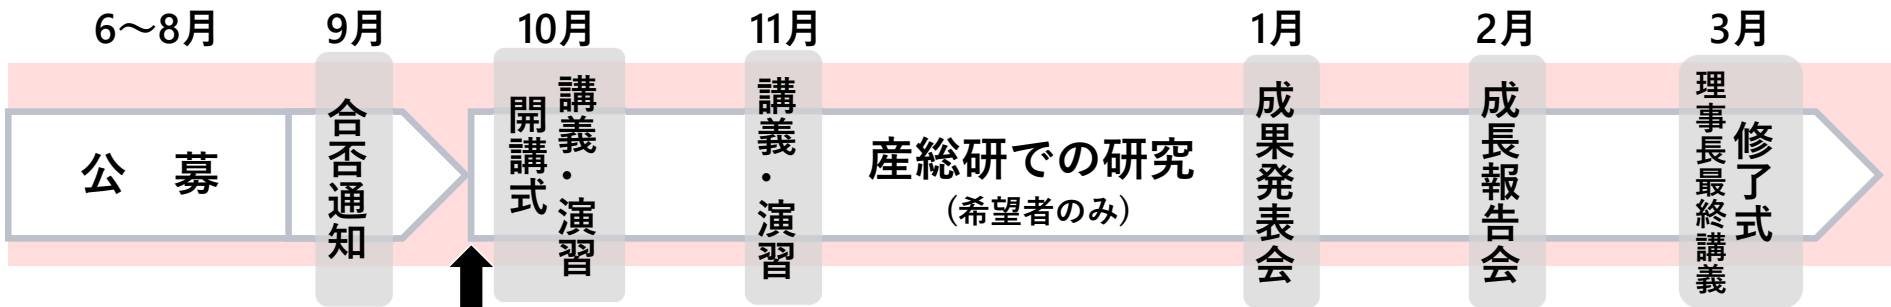 6～8月
9月
10月
11月
1月
2月
3月
公　募
合否通知
講義・演習
開講式
講義・演習
産総研での研究
（希望者のみ）
成果発表会
成長報告会
修了式
理事長最終講義